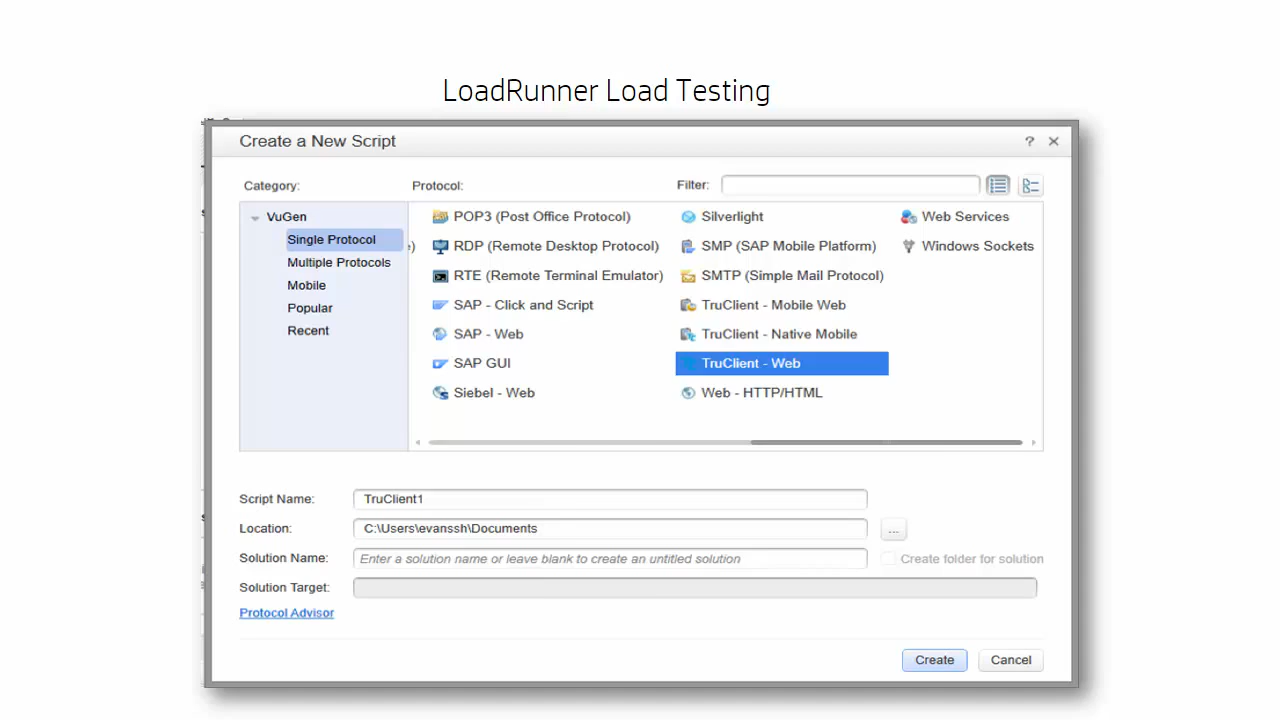 LoadRunner Load Testing
Create a New Script
?
Category:
Protocol:
Filter:
VuGen
Single Protocol
Multiple Protocols
Mobile
Popular
Recent
POP3 (Post Office Protocol)
RDP (Remote Desktop Protocol)
RTE (Remote Terminal Emulator)
SAP - Click and Script
SAP - Web
SAP GUI
Siebel - Web
Silverlight
SMP (SAP Mobile Platform)
SMTP (Simple Mail Protocol)
TruClient - Mobile Web
TruClient - Native Mobile
TruClient - Web
Web - HTTP/HTML
Web Services
Windows Sockets
Script Name: TruClient1
Location: C:\Users\evanssh\Documents ...
Solution Name: Enter a solution name or leave blank to create an untitled solution Create folder for solution
Solution Target:
Protocol Advisor
Create Cancel